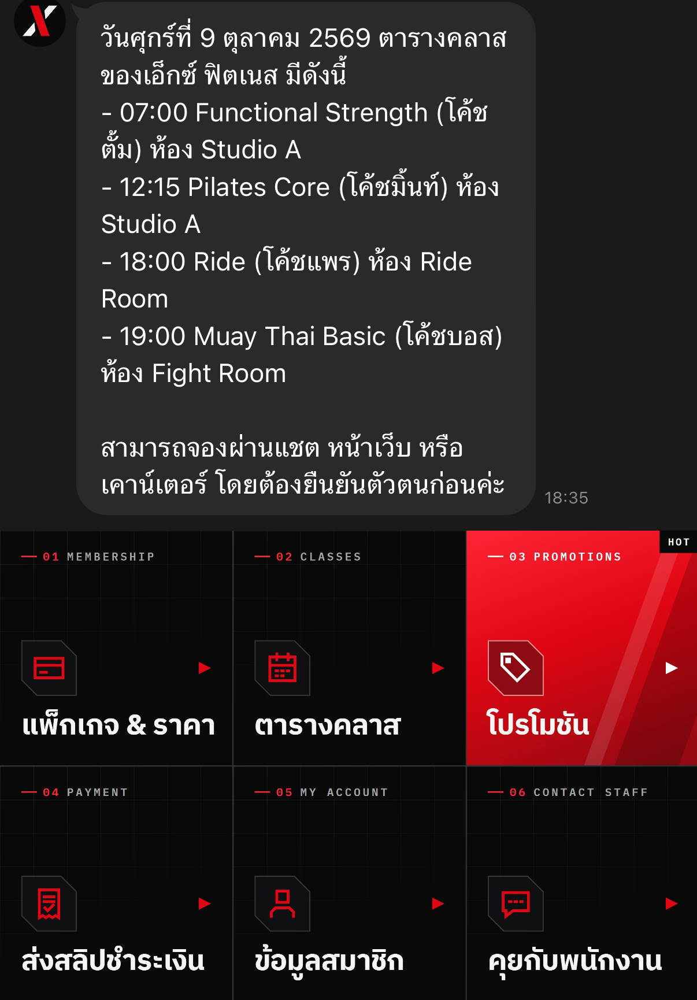 วันศุกร์ที่ 9 ตุลาคม 2569 ตารางคลาส
ของเอ็กซ์ ฟิตเนส มีดังนี้
- 07:00 Functional Strength (โค้ช
ตั้ม) ห้อง Studio A
- 12:15 Pilates Core (โค้ชมิ้นท์) ห้อง
Studio A
- 18:00 Ride (โค้ชแพร) ห้อง Ride
Room
- 19:00 Muay Thai Basic (โค้ชบอส)
ห้อง Fight Room
สามารถจองผ่านแชต หน้าเว็บ หรือ
เคาน์เตอร์ โดยต้องยืนยันตัวตนก่อนค่ะ
18:35
01 MEMBERSHIP
แพ็กเกจ & ราคา
02 CLASSES
ตารางคลาส
HOT
03 PROMOTIONS
โปรโมชัน
04 PAYMENT
ส่งสลิปชำระเงิน
05 MY ACCOUNT
ข้อมูลสมาชิก
06 CONTACT STAFF
คุยกับพนักงาน